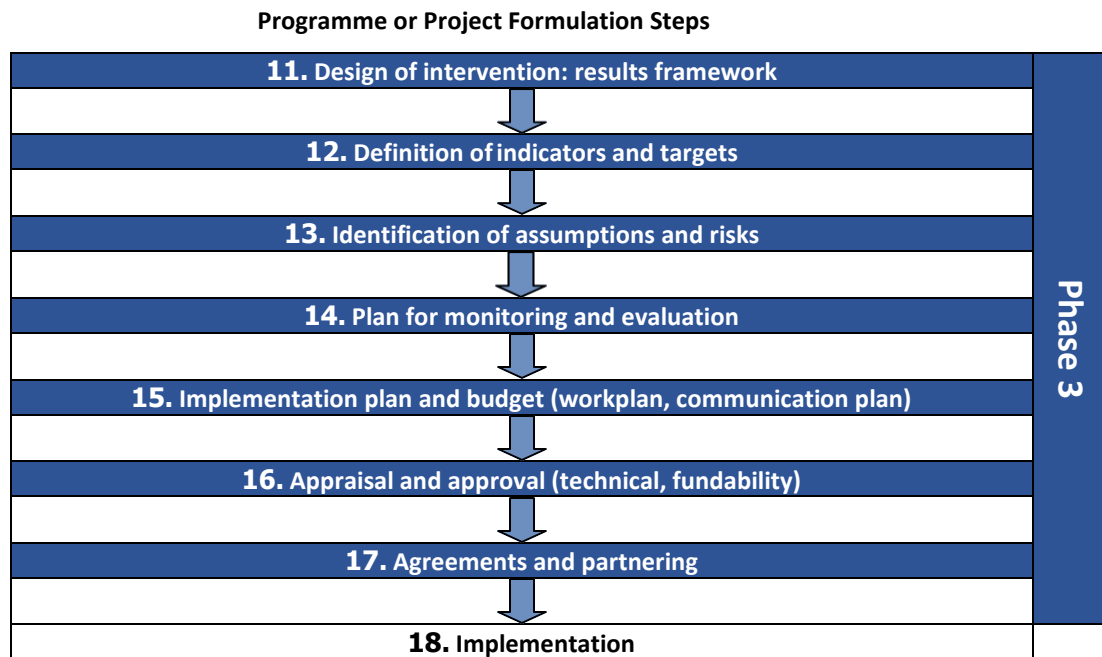 Programme or Project Formulation Steps
11. Design of intervention: results framework
12. Definition of indicators and targets
13. Identification of assumptions and risks
14. Plan for monitoring and evaluation
15. Implementation plan and budget (workplan, communication plan)
16. Appraisal and approval (technical, fundability)
17. Agreements and partnering
18. Implementation
Phase 3